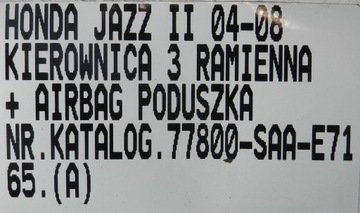 HONDA JAZZ II 04-08
KIEROWNICA 3 RAMIENNA
+ AIRBAG PODUSZKA
NR.KATALOG.77800-SAA-E71
65.(A)